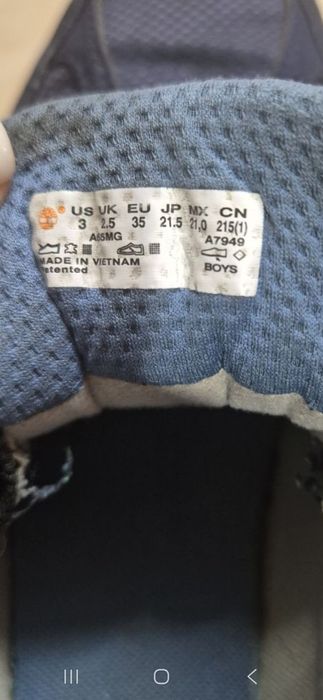 US UK EU JP MX CN
3 2.5 35 21.5 21,0 215(1)
A65MG A7949
MADE IN VIETNAM BOYS
Patented